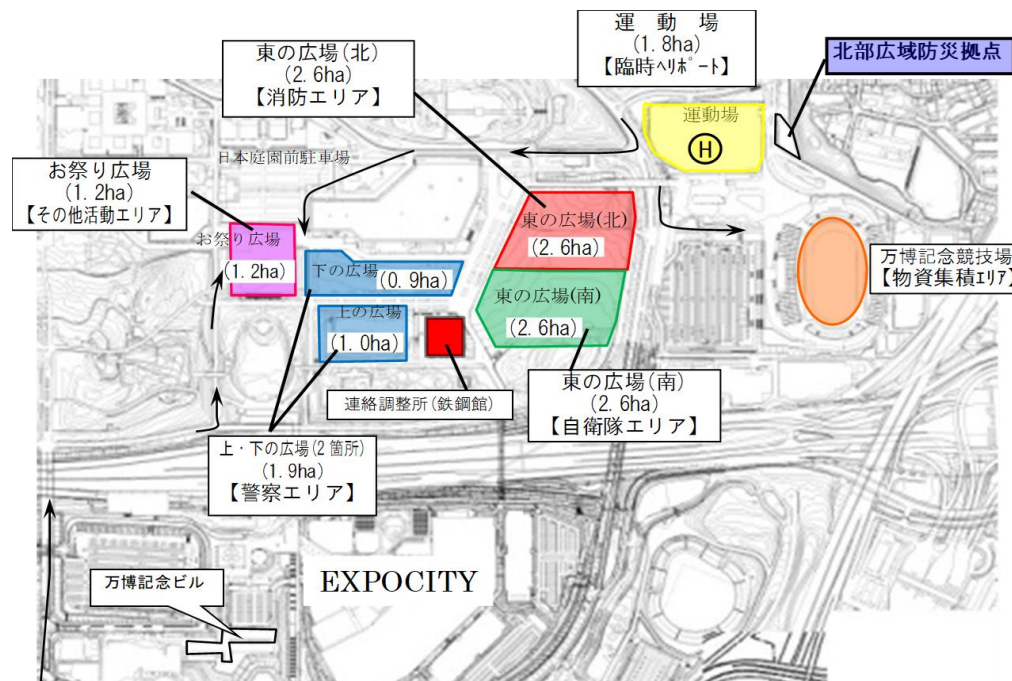 運 動 場
(1.8ha)
【臨時ヘリポート】
北部広域防災拠点
東の広場(北)
(2.6ha)
【消防エリア】
運動場
H
日本庭園前駐車場
お祭り広場
(1.2ha)
【その他活動エリア】
お祭り広場
(1.2ha)
下の広場
(0.9ha)
東の広場(北)
(2.6ha)
万博記念競技場
【物資集積エリア】
上の広場
(1.0ha)
東の広場(南)
(2.6ha)
連絡調整所(鉄鋼館)
東の広場(南)
(2.6ha)
【自衛隊エリア】
上・下の広場(2箇所)
(1.9ha)
【警察エリア】
万博記念ビル
EXPOCITY